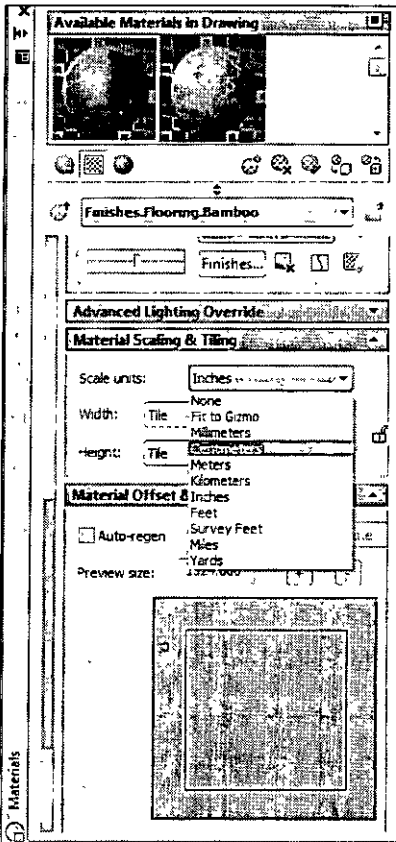 Available Materials in Drawing
Finishes.Flooring.Bamboo
Finishes...
Advanced Lighting Override
Material Scaling & Tiling
Scale units: Inches
None
Width: Tile
Fit to Gizmo
Millimeters
Height: Tile
Meters
Kilometers
Material Offset &
Inches
Feet
Auto-regen
Survey Feet
Miles
Preview size:
Yards
Materials